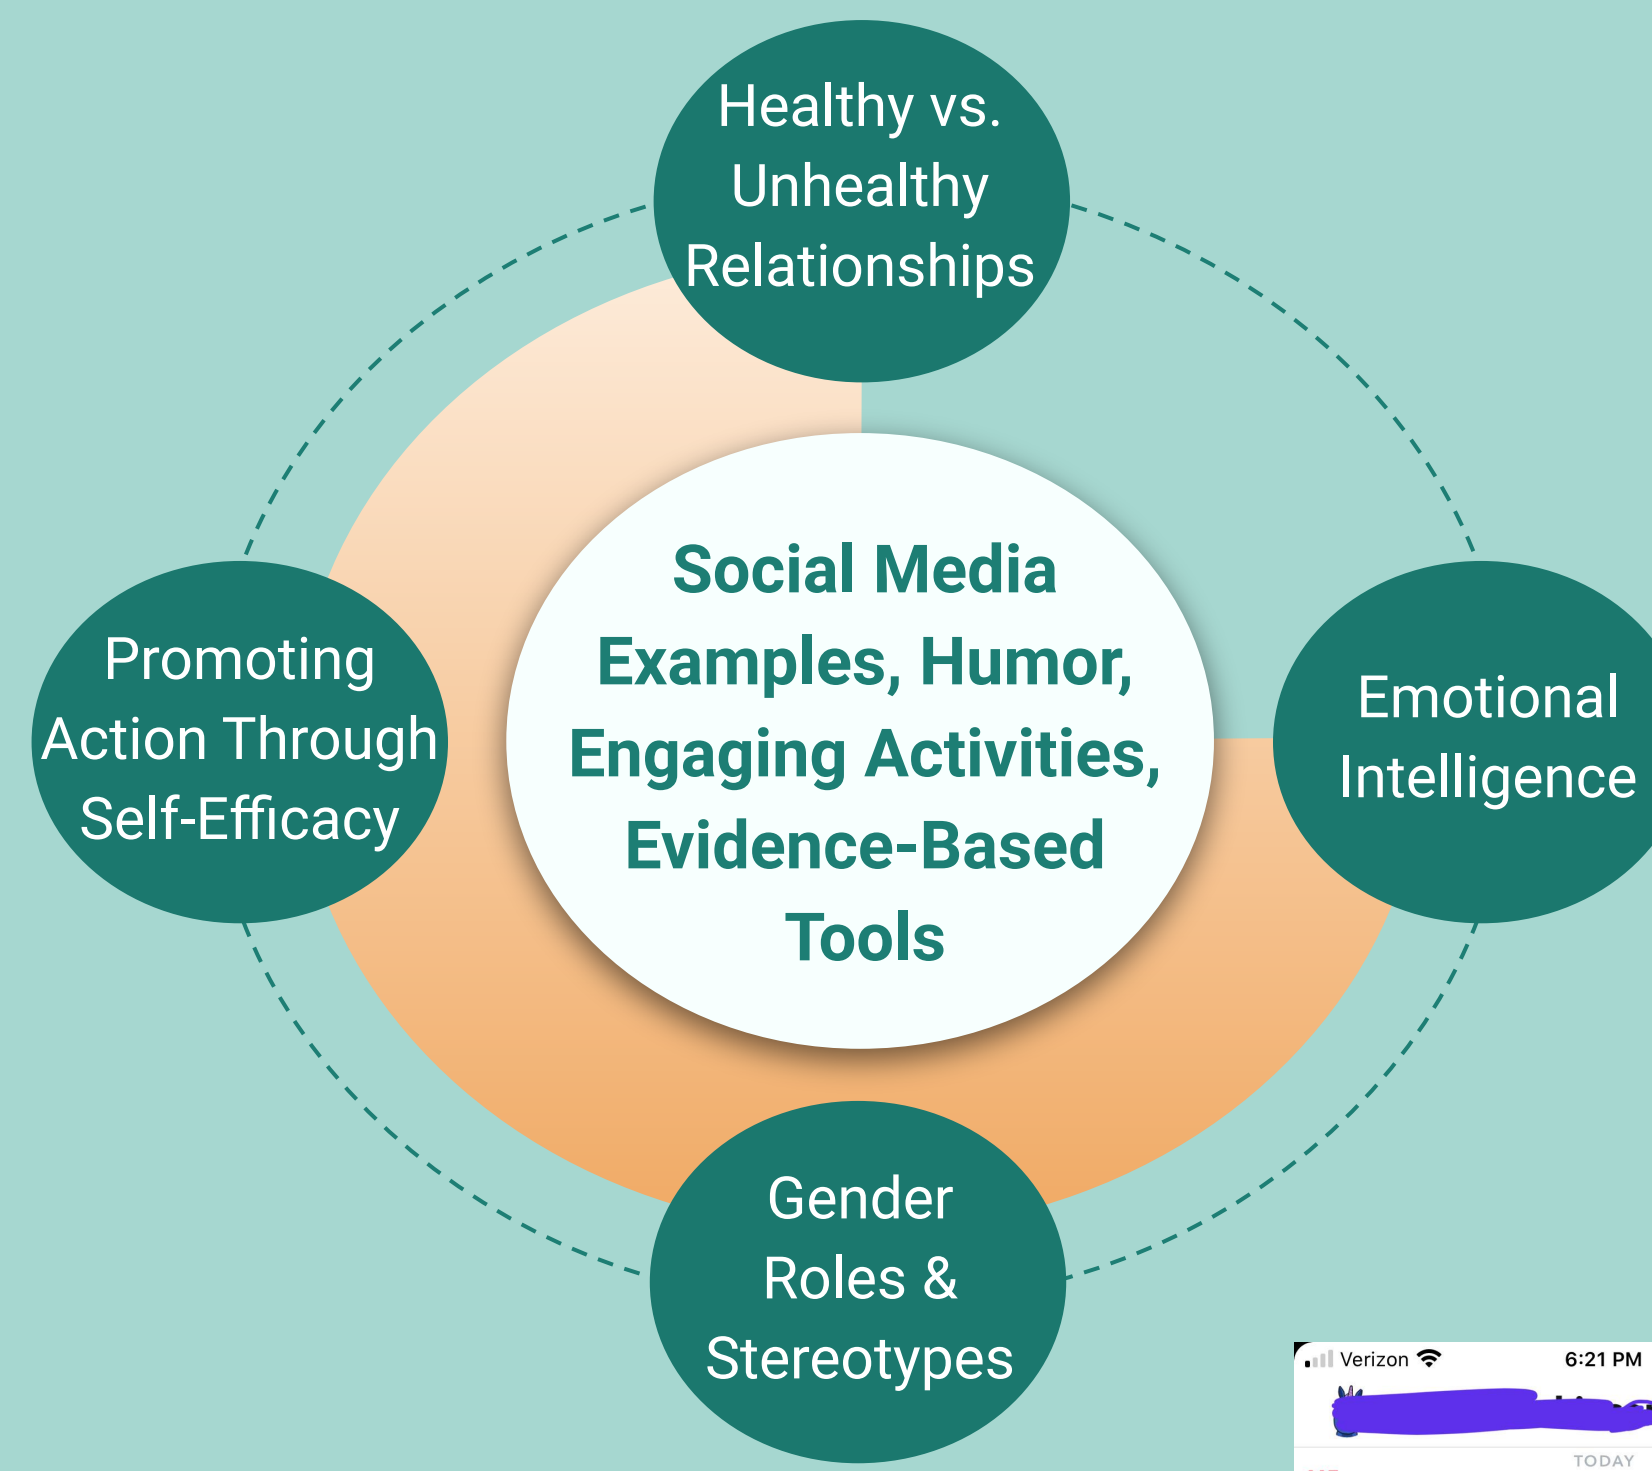 Healthy vs.
Unhealthy
Relationships
Promoting
Action Through
Self-Efficacy
Social Media
Examples, Humor,
Engaging Activities,
Evidence-Based
Tools
Emotional
Intelligence
Gender
Roles &
Stereotypes
Verizon 6:21 PM
TODAY